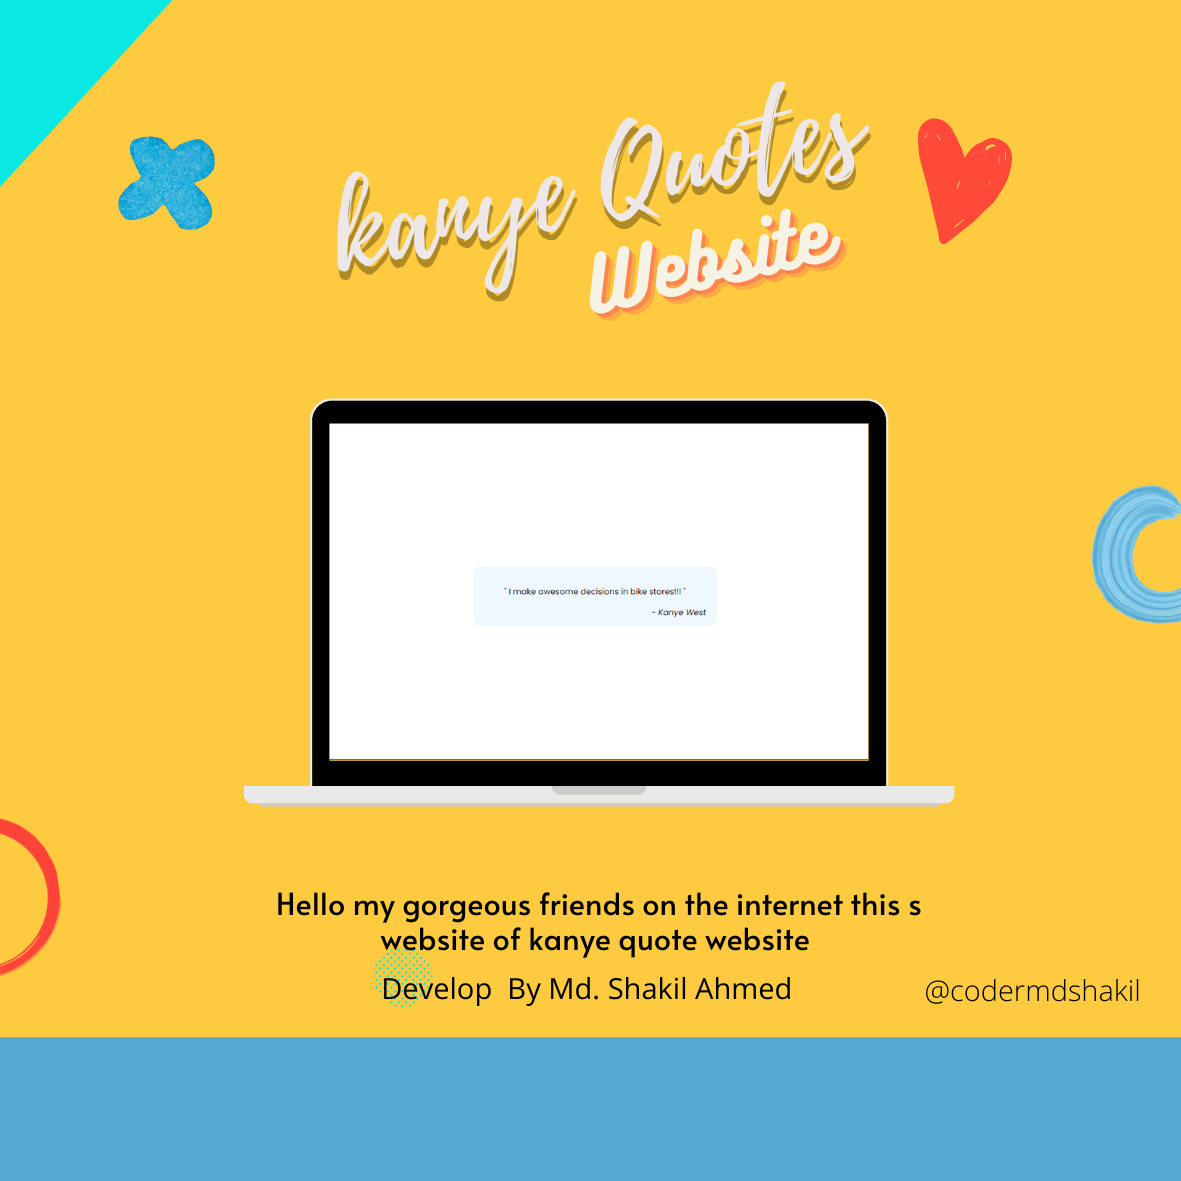 kanye Quotes
Website
" I make awesome decisions in bike stores!!! "
- Kanye West
Hello my gorgeous friends on the internet this s
website of kanye quote website
Develop  By Md. Shakil Ahmed
@codermdshakil